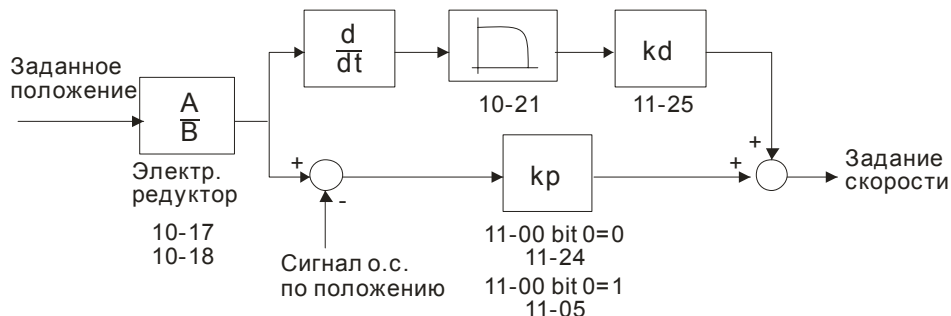 Заданное
положение
A
B
Электр.
редуктор
10-17
10-18
d
dt
10-21
kd
11-25
+
-
Сигнал о.с.
по положению
kp
11-00 bit 0=0
11-24
11-00 bit 0=1
11-05
+
+
Задание
скорости